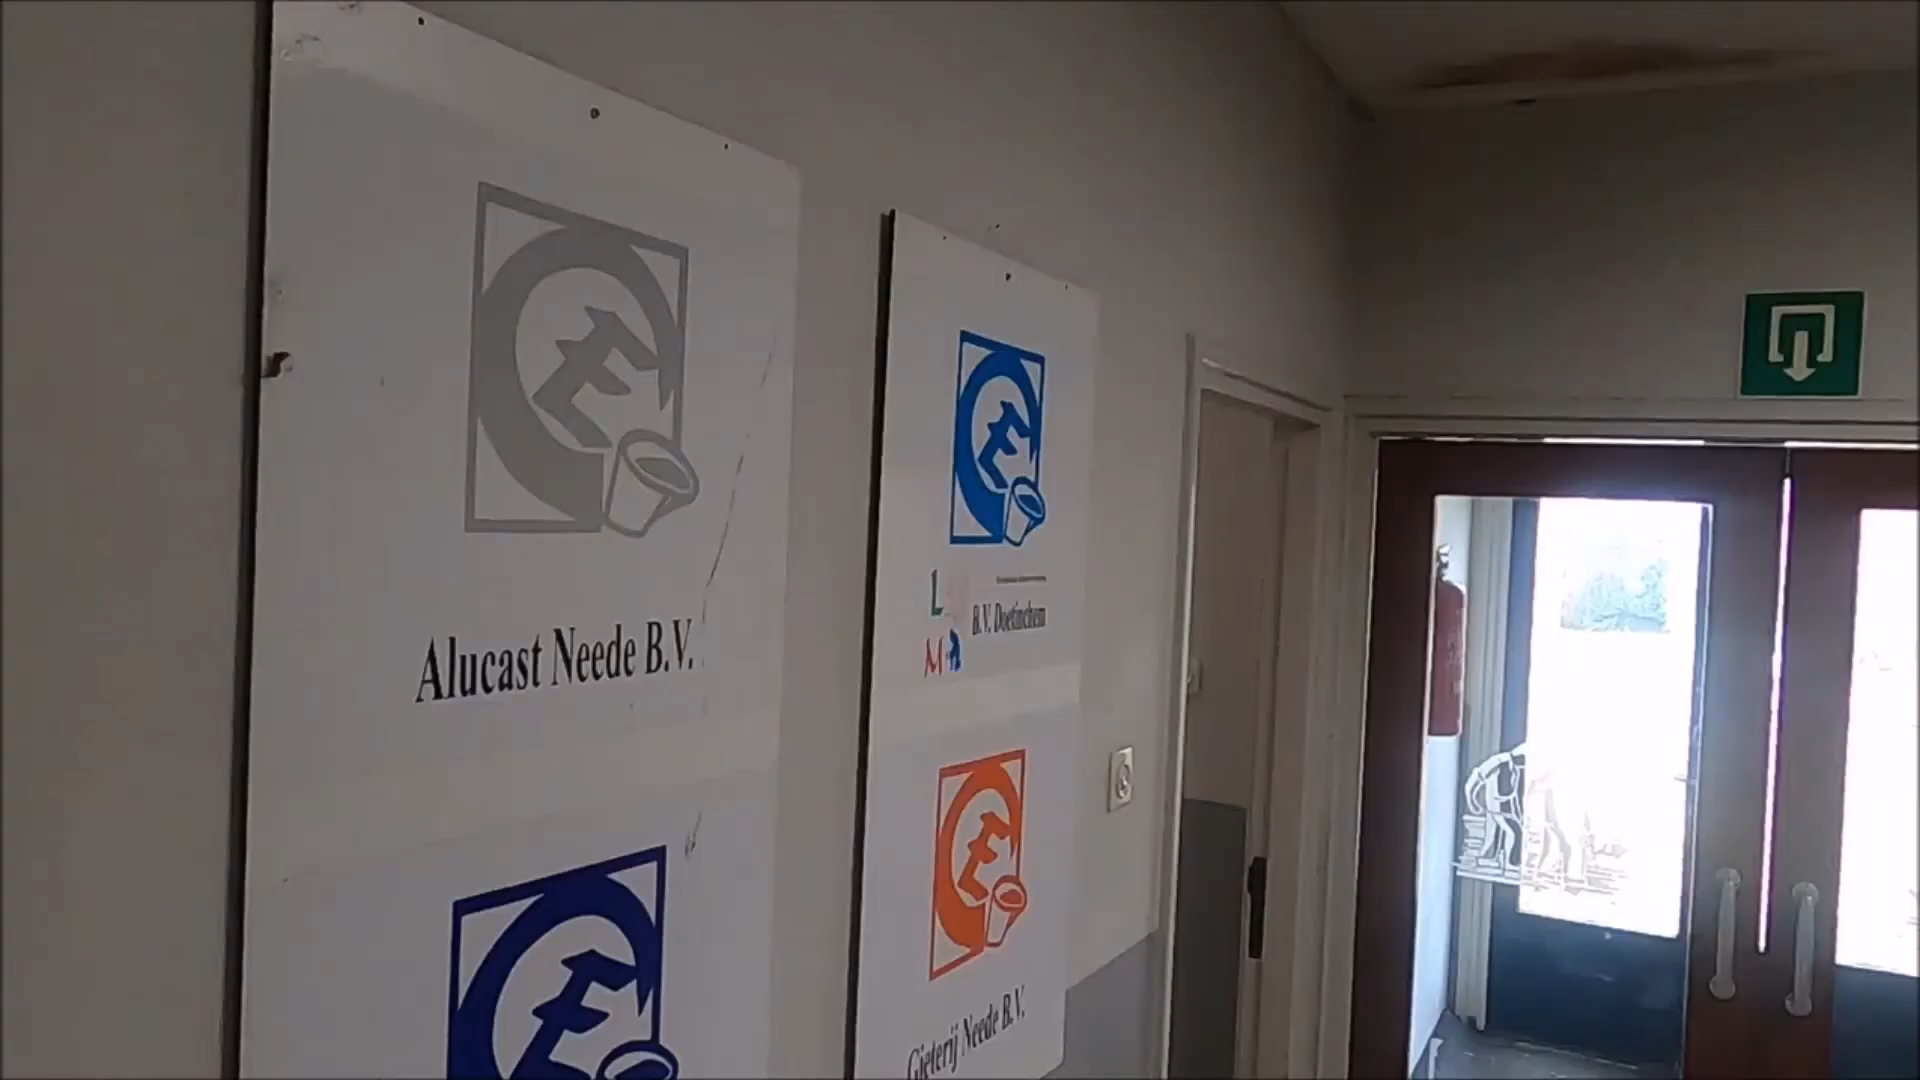 Alucast Neede B.V.
L
M
B.V. Doetinchem
Gieterij Neede B.V.